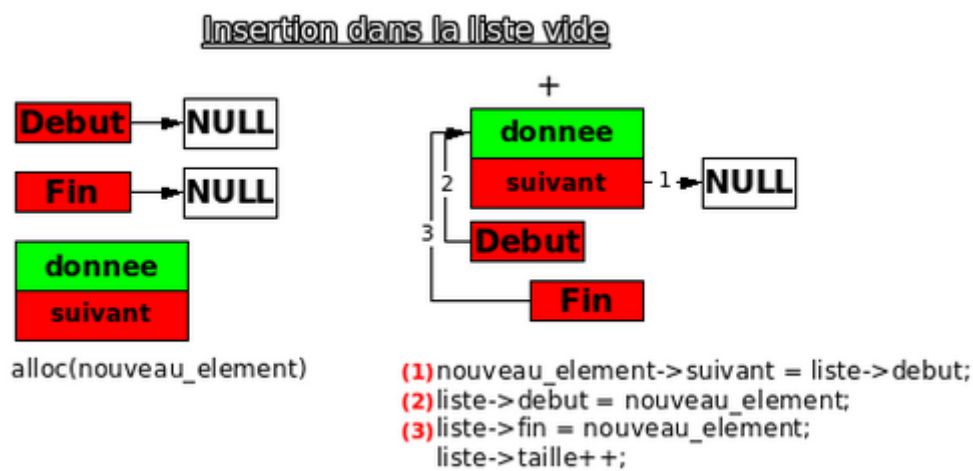 Insertion dans la liste vide
Debut
NULL
Fin
NULL
donnee
suivant
alloc(nouveau_element)
+
donnee
suivant
1
NULL
2
Debut
3
Fin
(1) nouveau_element->suivant = liste->debut;
(2) liste->debut = nouveau_element;
(3) liste->fin = nouveau_element;
liste->taille++;